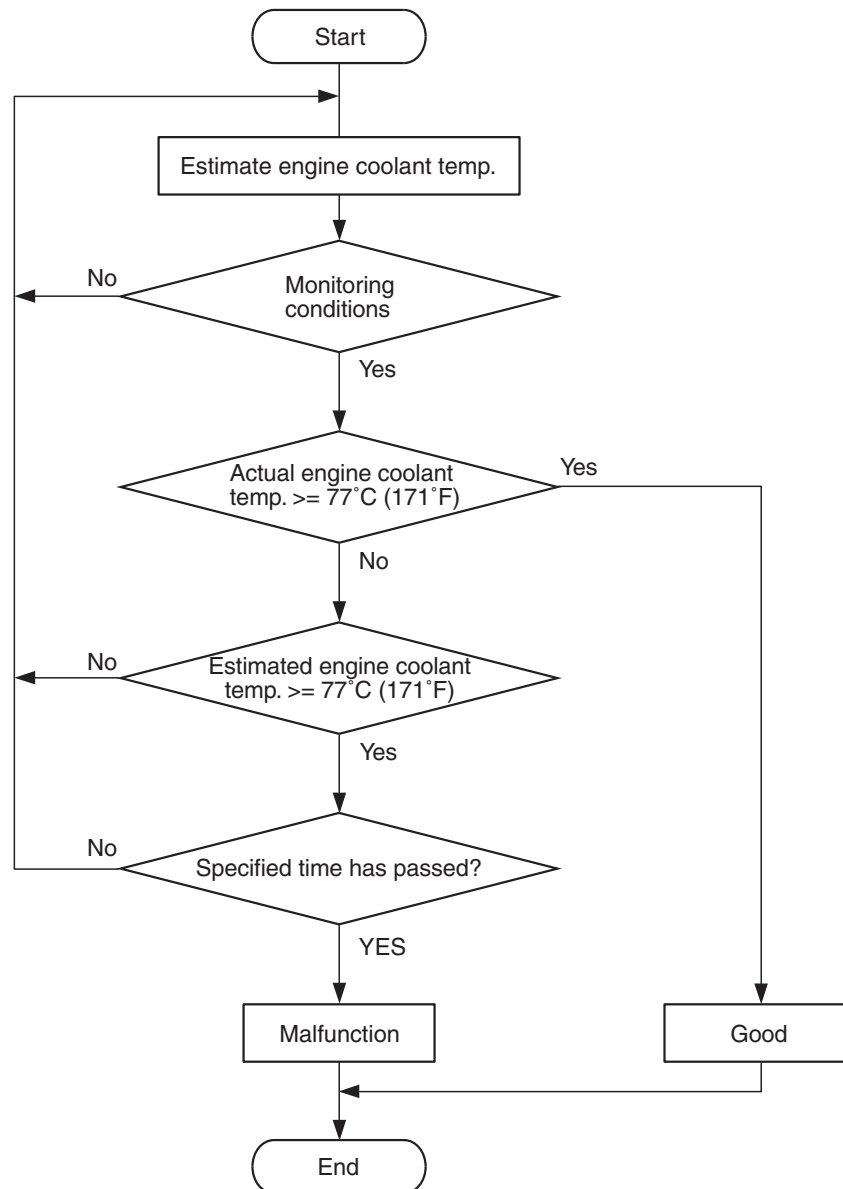 Start
Estimate engine coolant temp.
No
Monitoring
conditions
Yes
Actual engine coolant
temp. >= 77˚C (171˚F)
Yes
No
No
Estimated engine coolant
temp. >= 77˚C (171˚F)
Yes
No
Specified time has passed?
YES
Malfunction
Good
End